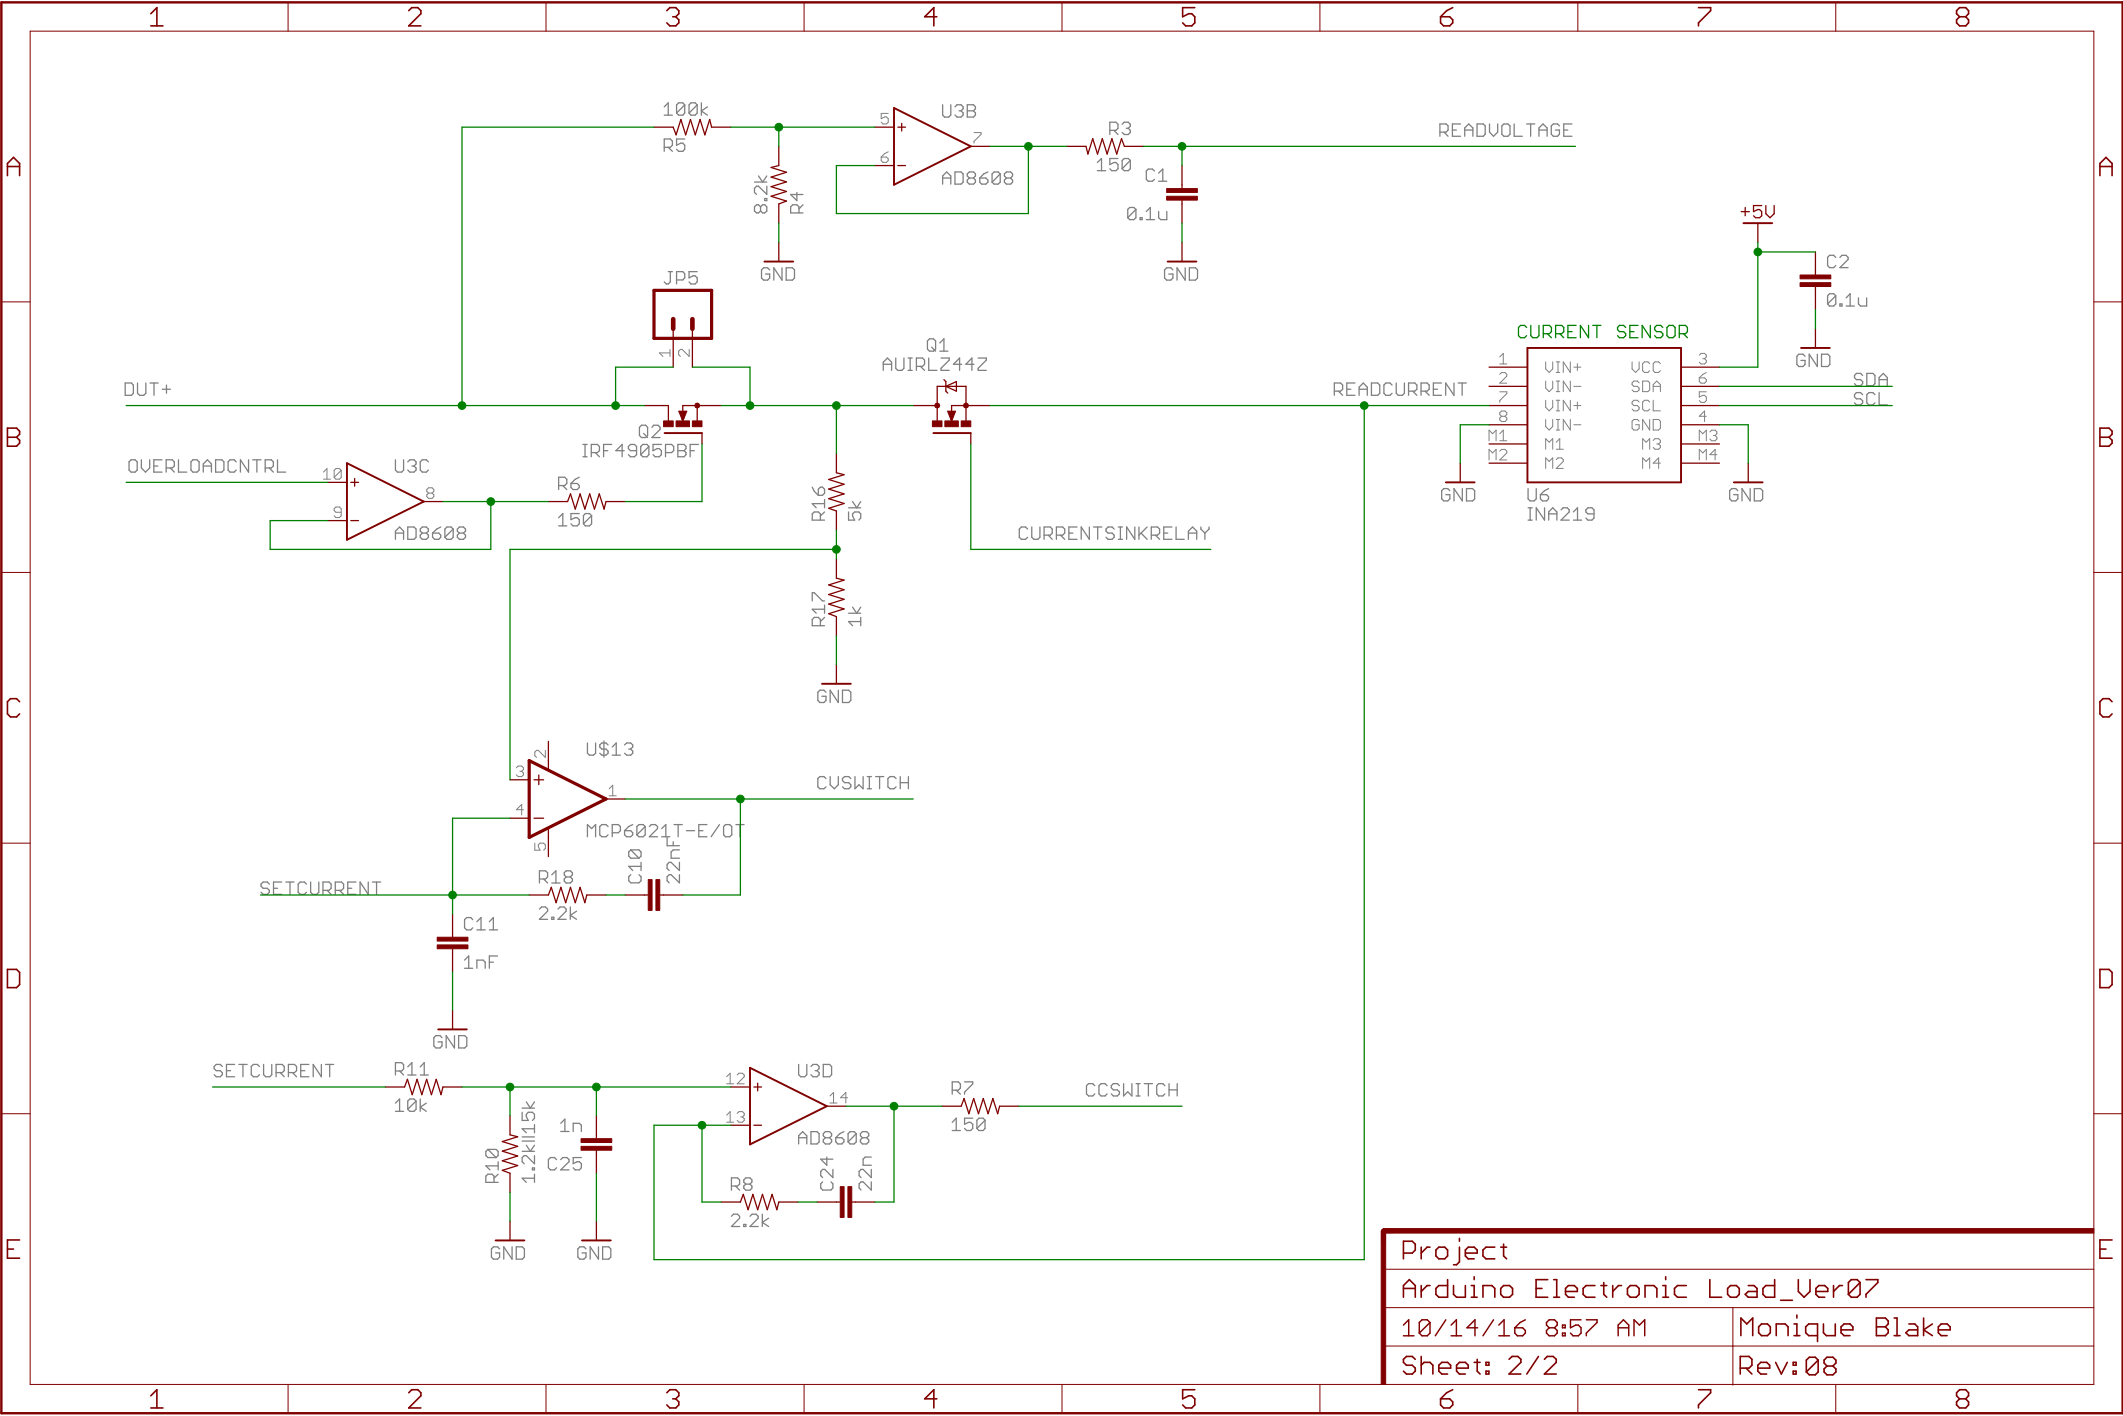 1 2 3 4 5 6 7 8
A
A
B
B
C
C
D
D
E
E
100k
R5
8.2k
R4
GND
5
6
7
U3B
AD8608
R3
150
C1
0.1u
GND
READVOLTAGE
+5V
C2
0.1u
GND
JP5
1
2
DUT+
Q2
IRF4905PBF
Q1
AUIRLZ44Z
READCURRENT
CURRENT SENSOR
1 VIN+ VCC 3
2 VIN- SDA 6
7 VIN+ SCL 5
8 VIN- GND 4
M1 M1 M3 M3
M2 M2 M4 M4
SDA
SCL
GND
GND
U6
INA219
OVERLOADCNTRL
10
9
8
U3C
AD8608
R6
150
R16
5k
CURRENTSINKRELAY
R17
1k
GND
U$13
2
3
4
5
1
MCP6021T-E/OT
CVSWITCH
SETCURRENT
R18
2.2k
C10
22nF
C11
1nF
GND
SETCURRENT
R11
10k
R10
1.2k||15k
GND
1n
C25
GND
12
13
14
U3D
AD8608
R8
2.2k
C24
22n
R7
150
CCSWITCH
Project
Arduino Electronic Load_Ver07
10/14/16 8:57 AM
Monique Blake
Sheet: 2/2
Rev:08
1 2 3 4 5 6 7 8